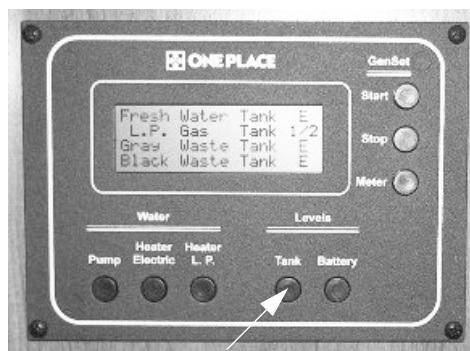 ONE PLACE
GenSet
Start
Fresh Water Tank E
L.P. Gas Tank 1/2
Gray Waste Tank E
Black Waste Tank E
Stop
Meter
Water
Levels
Pump
Heater Electric
Heater L. P.
Tank
Battery